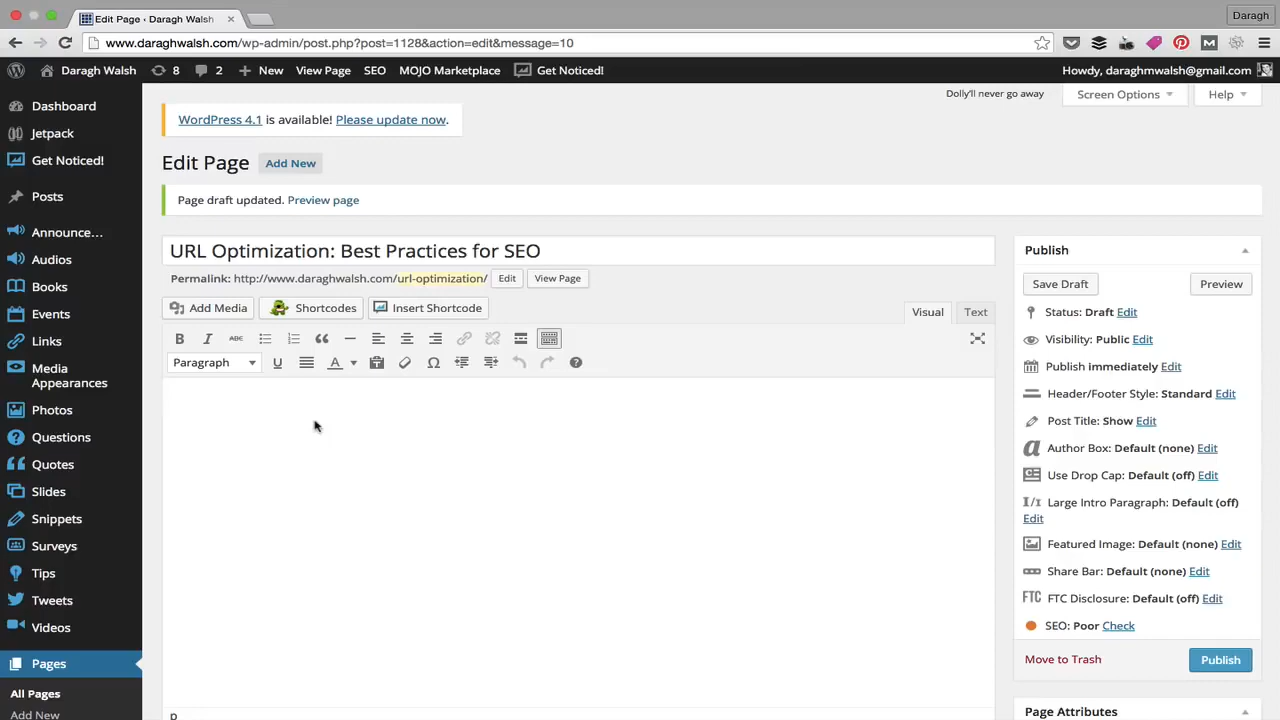 Edit Page ‹ Daragh Walsh
Daragh
www.daraghwalsh.com/wp-admin/post.php?post=1128&action=edit&message=10
Daragh Walsh 8 2 New View Page SEO MOJO Marketplace Get Noticed! Howdy, daraghmwalsh@gmail.com
Dolly'll never go away Screen Options Help
Dashboard
Jetpack
Get Noticed!
Posts
Announce...
Audios
Books
Events
Links
Media
Appearances
Photos
Questions
Quotes
Slides
Snippets
Surveys
Tips
Tweets
Videos
Pages
All Pages
Add New
WordPress 4.1 is available! Please update now.
Edit Page Add New
Page draft updated. Preview page
URL Optimization: Best Practices for SEO
Permalink: http://www.daraghwalsh.com/url-optimization/ Edit View Page
Add Media Shortcodes Insert Shortcode
Visual Text
B I ABC
Paragraph U A Ω
p
Publish
Save Draft Preview
Status: Draft Edit
Visibility: Public Edit
Publish immediately Edit
Header/Footer Style: Standard Edit
Post Title: Show Edit
Author Box: Default (none) Edit
Use Drop Cap: Default (off) Edit
Large Intro Paragraph: Default (off)
Edit
Featured Image: Default (none) Edit
Share Bar: Default (none) Edit
FTC FTC Disclosure: Default (off) Edit
SEO: Poor Check
Move to Trash Publish
Page Attributes